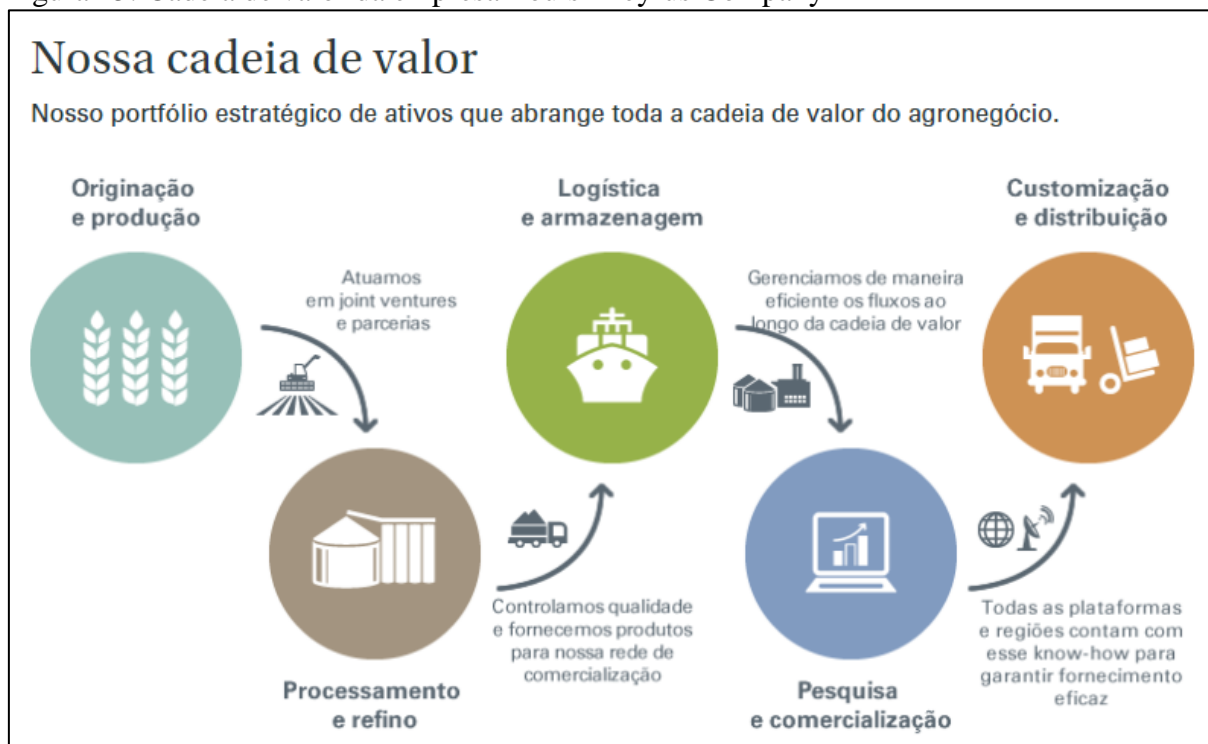 Nossa cadeia de valor
Nosso portfólio estratégico de ativos que abrange toda a cadeia de valor do agronegócio.
Originação
e produção
Atuamos
em joint ventures
e parcerias
Processamento
e refino
Controlamos qualidade
e fornecemos produtos
para nossa rede de
comercialização
Logística
e armazenagem
Gerenciamos de maneira
eficiente os fluxos ao
longo da cadeia de valor
Pesquisa
e comercialização
Todas as plataformas
e regiões contam com
esse know-how para
garantir fornecimento
eficaz
Customização
e distribuição